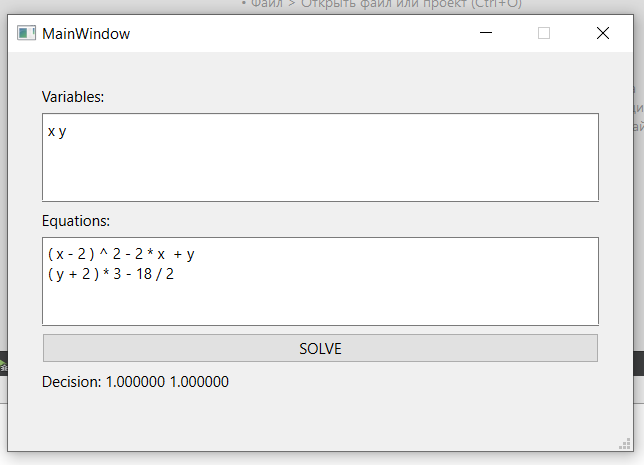 • Файл > Открыть файл или проект (Ctrl+O)
MainWindow
Variables:
x y
Equations:
( x - 2 ) ^ 2 - 2 * x  + y
( y + 2 ) * 3 - 18 / 2
SOLVE
Decision: 1.000000 1.000000